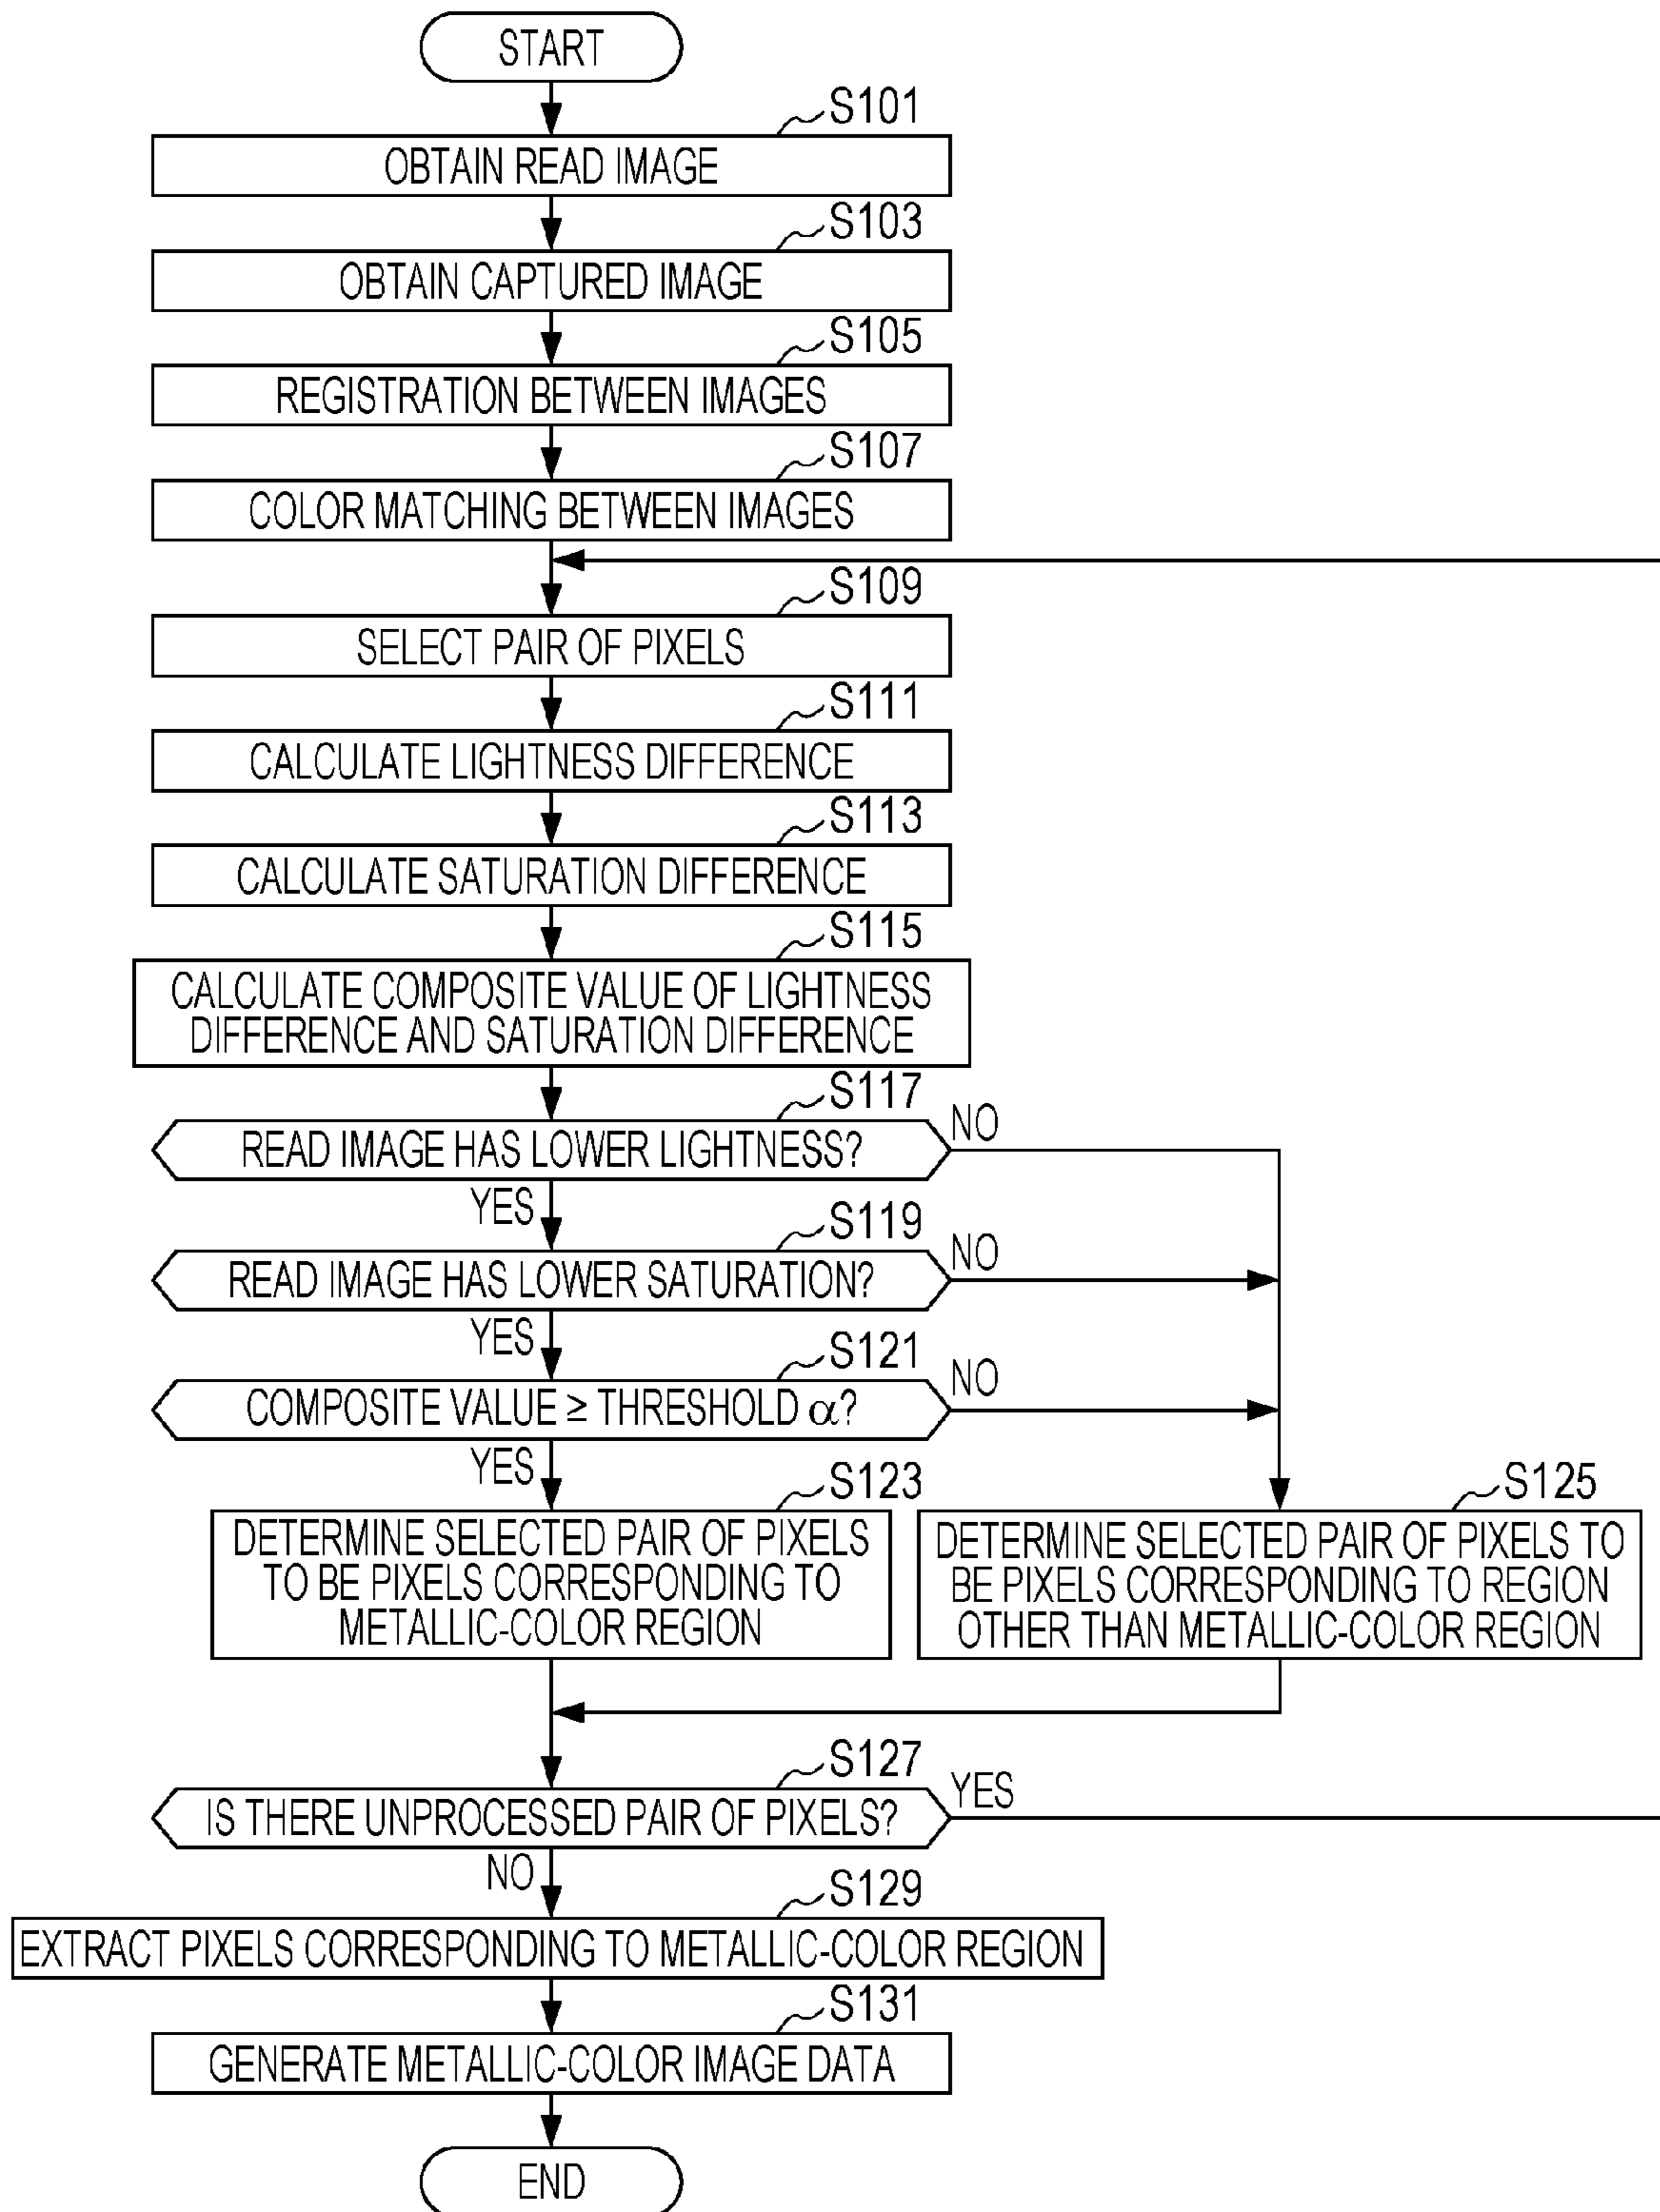 START
S101
OBTAIN READ IMAGE
S103
OBTAIN CAPTURED IMAGE
S105
REGISTRATION BETWEEN IMAGES
S107
COLOR MATCHING BETWEEN IMAGES
S109
SELECT PAIR OF PIXELS
S111
CALCULATE LIGHTNESS DIFFERENCE
S113
CALCULATE SATURATION DIFFERENCE
S115
CALCULATE COMPOSITE VALUE OF LIGHTNESS
DIFFERENCE AND SATURATION DIFFERENCE
S117
READ IMAGE HAS LOWER LIGHTNESS?
NO
YES
S119
READ IMAGE HAS LOWER SATURATION?
NO
YES
S121
COMPOSITE VALUE ≥ THRESHOLD α?
NO
YES
S123
DETERMINE SELECTED PAIR OF PIXELS
TO BE PIXELS CORRESPONDING TO
METALLIC-COLOR REGION
S125
DETERMINE SELECTED PAIR OF PIXELS TO
BE PIXELS CORRESPONDING TO REGION
OTHER THAN METALLIC-COLOR REGION
S127
IS THERE UNPROCESSED PAIR OF PIXELS?
YES
NO
S129
EXTRACT PIXELS CORRESPONDING TO METALLIC-COLOR REGION
S131
GENERATE METALLIC-COLOR IMAGE DATA
END